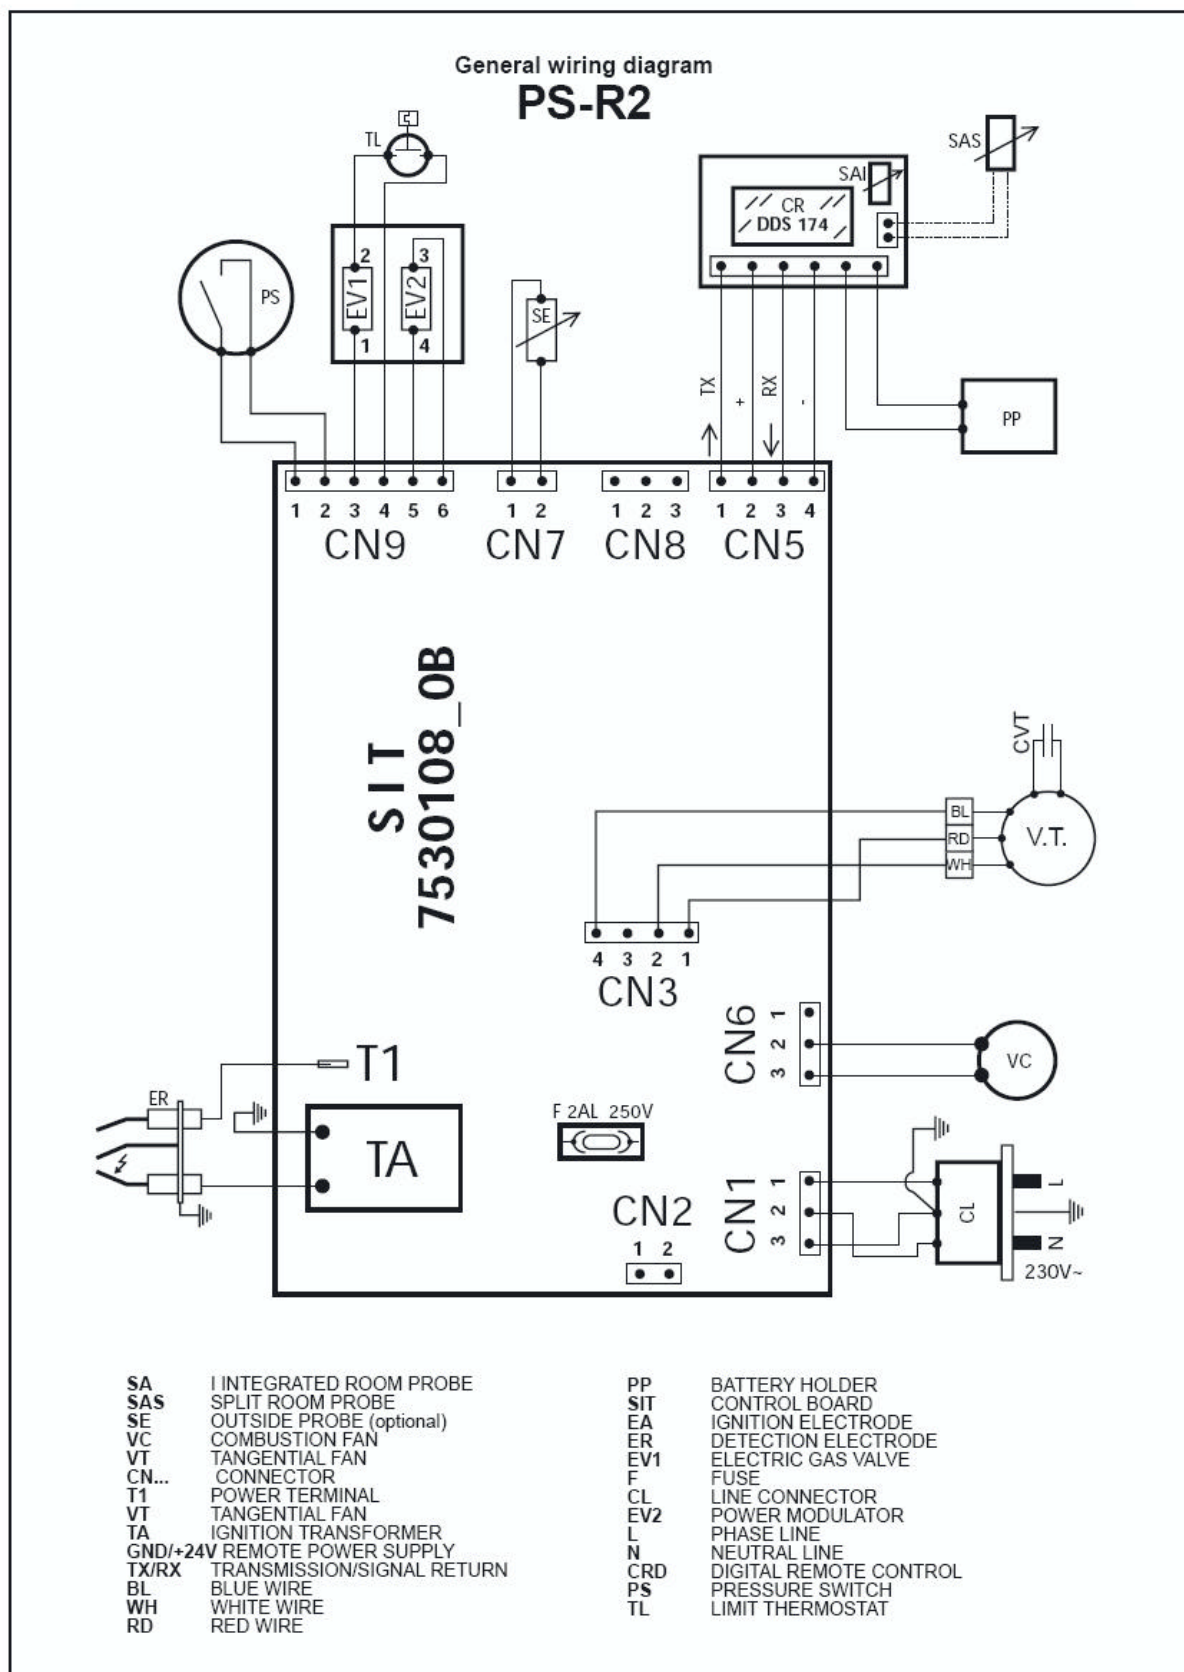 General wiring diagram
PS-R2
TL
SAS
SAI
CR
DDS 174
PS
2
3
EV1
EV2
1
4
SE
TX
+
RX
-
PP
1 2 3 4 5 6
1 2
1 2 3
1 2 3 4
CN9
CN7
CN8
CN5
SIT
7530108_0B
CVT
BL
RD
WH
V.T.
4 3 2 1
CN3
CN6
1
2
3
VC
T1
ER
TA
F 2AL 250V
CN2
1 2
CN1
1
2
3
CL
L
N
230V~
SA I INTEGRATED ROOM PROBE
SAS SPLIT ROOM PROBE
SE OUTSIDE PROBE (optional)
VC COMBUSTION FAN
VT TANGENTIAL FAN
CN... CONNECTOR
T1 POWER TERMINAL
VT TANGENTIAL FAN
TA IGNITION TRANSFORMER
GND/+24V REMOTE POWER SUPPLY
TX/RX TRANSMISSION/SIGNAL RETURN
BL BLUE WIRE
WH WHITE WIRE
RD RED WIRE
PP BATTERY HOLDER
SIT CONTROL BOARD
EA IGNITION ELECTRODE
ER DETECTION ELECTRODE
EV1 ELECTRIC GAS VALVE
F FUSE
CL LINE CONNECTOR
EV2 POWER MODULATOR
L PHASE LINE
N NEUTRAL LINE
CRD DIGITAL REMOTE CONTROL
PS PRESSURE SWITCH
TL LIMIT THERMOSTAT